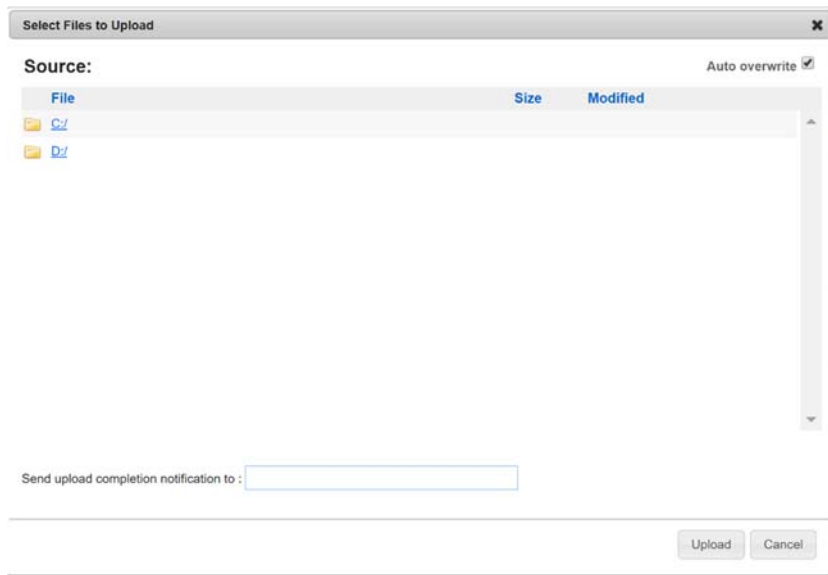 Select Files to Upload
Source:
Auto overwrite
File Size Modified
C:/
D:/
Send upload completion notification to :
Upload Cancel